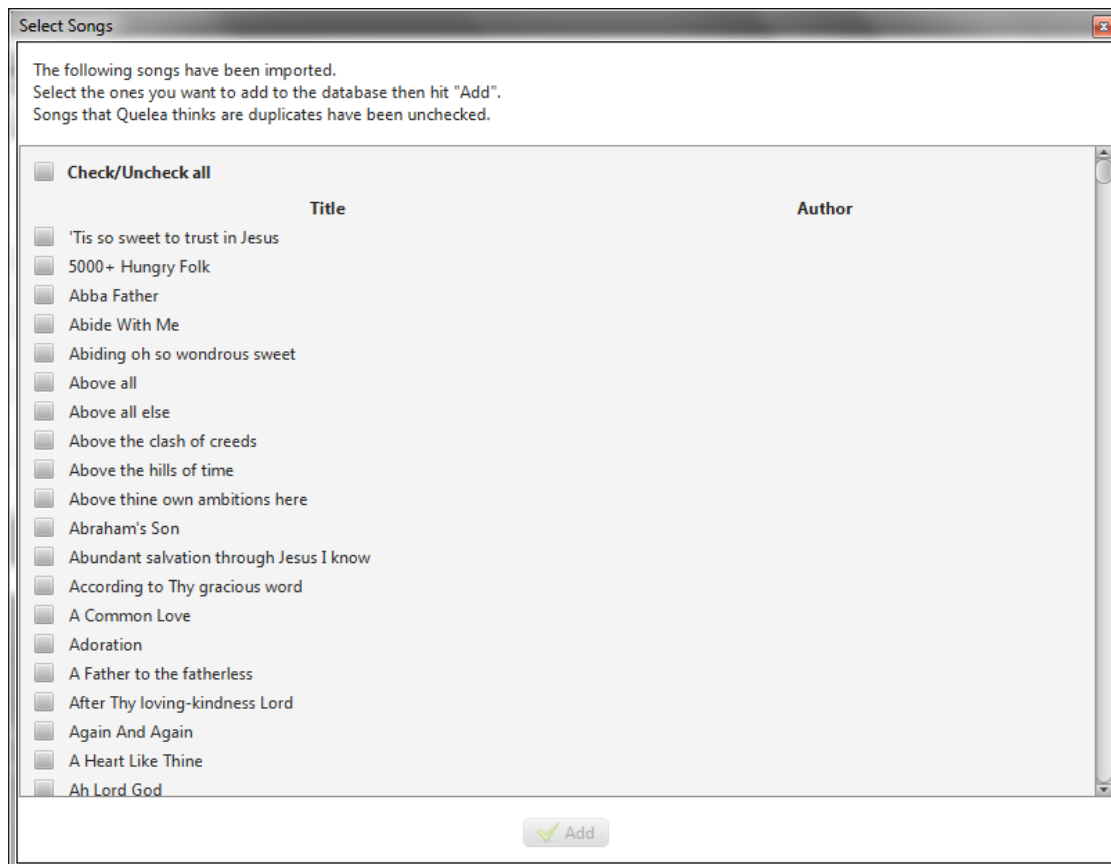 Select Songs
The following songs have been imported.
Select the ones you want to add to the database then hit "Add".
Songs that Quelea thinks are duplicates have been unchecked.
Check/Uncheck all
Title Author
'Tis so sweet to trust in Jesus
5000+ Hungry Folk
Abba Father
Abide With Me
Abiding oh so wondrous sweet
Above all
Above all else
Above the clash of creeds
Above the hills of time
Above thine own ambitions here
Abraham's Son
Abundant salvation through Jesus I know
According to Thy gracious word
A Common Love
Adoration
A Father to the fatherless
After Thy loving-kindness Lord
Again And Again
A Heart Like Thine
Ah Lord God
Add